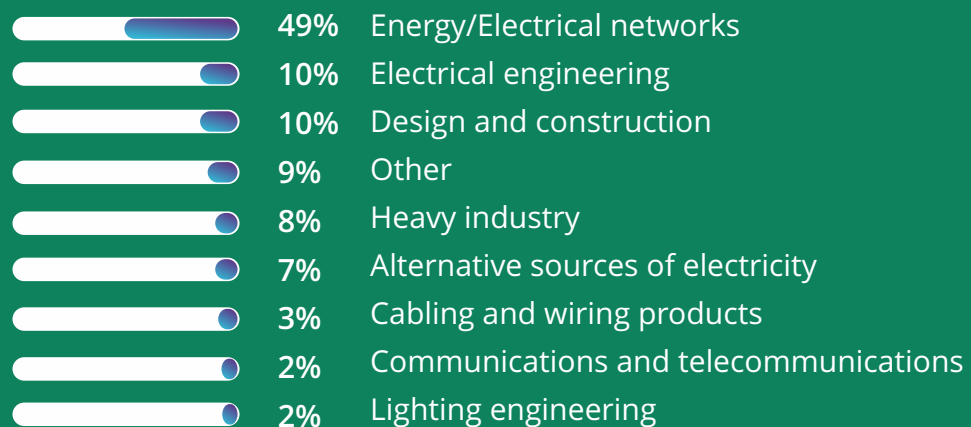 49% Energy/Electrical networks
10% Electrical engineering
10% Design and construction
9% Other
8% Heavy industry
7% Alternative sources of electricity
3% Cabling and wiring products
2% Communications and telecommunications
2% Lighting engineering